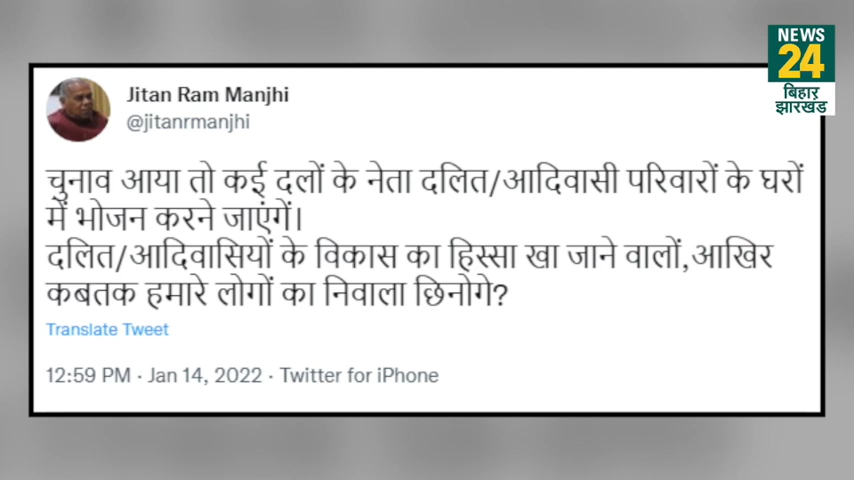 NEWS
24
बिहार
झारखंड
Jitan Ram Manjhi
@jitanrmanjhi
चुनाव आया तो कई दलों के नेता दलित/आदिवासी परिवारों के घरों
में भोजन करने जाएंगें।
दलित/आदिवासियों के विकास का हिस्सा खा जाने वालों,आखिर
कबतक हमारे लोगों का निवाला छिनोगे?
Translate Tweet
12:59 PM · Jan 14, 2022 · Twitter for iPhone